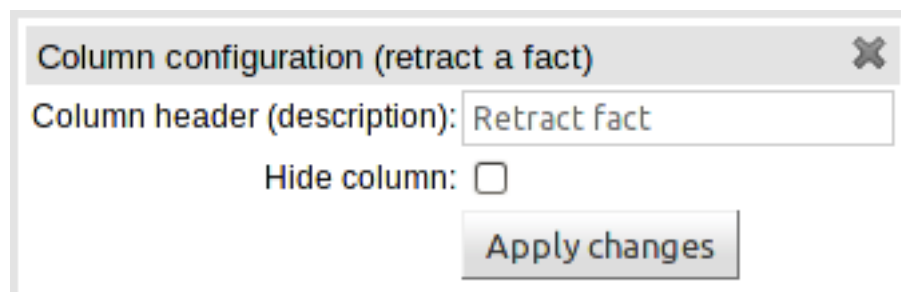 Column configuration (retract a fact)
Column header (description): Retract fact
Hide column:
Apply changes